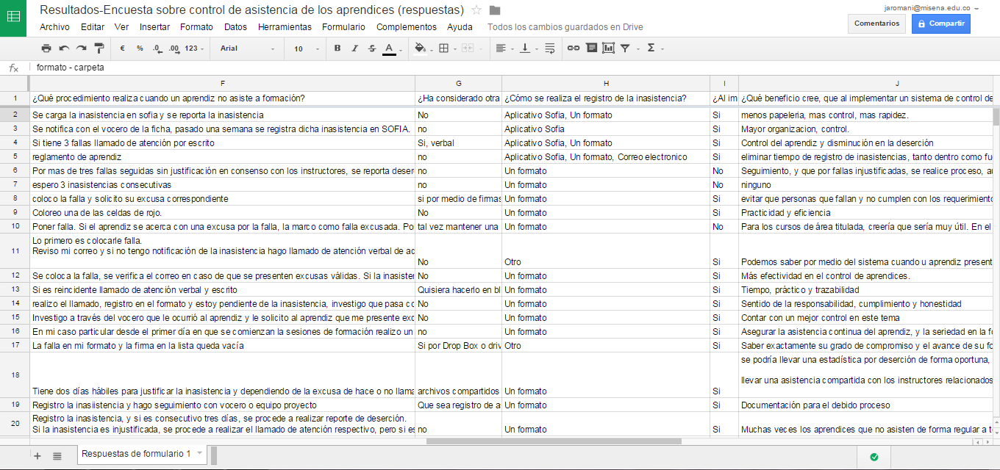 Resultados-Encuesta sobre control de asistencia de los aprendices (respuestas)
jaromani@misena.edu.co
Archivo Editar Ver Insertar Formato Datos Herramientas Formulario Complementos Ayuda Todos los cambios guardados en Drive
Comentarios Compartir
€ % .0 .00 123 Arial 10 B I S A Σ
fx formato - carpeta
F G H I J
1 ¿Qué procedimiento realiza cuando un aprendiz no asiste a formación? ¿Ha considerado otra ¿Cómo se realiza el registro de la inasistencia? ¿Al im ¿Qué beneficio cree, que al implementar un sistema de control de
2 Se carga la inasistencia en sofia y se reporta la inasistencia No Aplicativo Sofia, Un formato Si menos papeleria, mas control, mas rapidez.
3 Se notifica con el vocero de la ficha, pasado una semana se registra dicha inasistencia en SOFIA. no Aplicativo Sofia Si Mayor organizacion, control.
4 Si tiene 3 fallas llamado de atención por escrito Si, verbal Aplicativo Sofia, Un formato Si Control del aprendiz y disminución en la deserción
5 reglamento de aprendiz no Aplicativo Sofia, Un formato, Correo electronico Si eliminar tiempo de registro de inasistencias, tanto dentro como fu
6 Por mas de tres fallas seguidas sin justificación en consenso con los instructores, se reporta deser no Un formato No Seguimiento, y que por fallas injustificadas, se realice proceso, au
7 espero 3 inasistencias consecutivas no Un formato No ninguno
8 coloco la falla y solicito su excusa correspondiente si por medio de firmas Un formato Si evitar que personas que fallan y no cumplen con los requerimiento
9 Coloreo una de las celdas de rojo. No Un formato Si Practicidad y eficiencia
10 Poner falla. Si el aprendiz se acerca con una excusa por la falla, la marco como falla excusada. Po tal vez mantener una Un formato No Para los cursos de área titulada, creería que sería muy útil. En el
Lo primero es colocarle falla.
11 Reviso mi correo y si no tengo notificación de la inasistencia hago llamado de atención verbal de ac
No Otro Si Podemos saber por medio del sistema cuando u aprendiz present
12 Se coloca la falla, se verifica el correo en caso de que se presenten excusas válidas. Si la inasisten No Un formato Si Más efectividad en el control de aprendices.
13 Si es reincidente llamado de atención verbal y escrito Quisiera hacerlo en bl Un formato Si Tiempo, práctico y trazabilidad
14 realizo el llamado, registro en el formato y estoy pendiente de la inasistencia, investigo que pasa co No Un formato Si Sentido de la responsabilidad, cumplimiento y honestidad
15 Investigo a través del vocero que le ocurrió al aprendiz y le solicito al aprendiz que me presente exc No Un formato Si Contar con un mejor control en este tema
16 En mi caso particular desde el primer día en que se comienzan la sesiones de formación realizo un no Un formato Si Asegurar la asistencia continua del aprendiz, y la seriedad en la fo
17 La falla en mi formato y la firma en la lista queda vacía Si por Drop Box o driv Otro Si Saber exactamente su grado de compromiso y el avance de su fo
se podría llevar una estadística por deserción de forma oportuna,
18
llevar una asistencia compartida con los instructores relacionados
Tiene dos días hábiles para justificar la inasistencia y dependiendo de la excusa de hace o no llama archivos compartidos Un formato Si
19 Registro la inasiistencia y hago seguimiento con vocero o equipo proyecto Que sea registro de a Un formato Si Documentación para el debido proceso
Registro la inasistencia, y si es consecutivo tres días, se procede a realizar reporte de deserción.
20 Si la inasistencia es injustificada, se procede a realizar el llamado de atención respectivo, pero si es no Un formato Si Muchas veces los aprendices que no asisten de forma regular a t
Respuestas de formulario 1